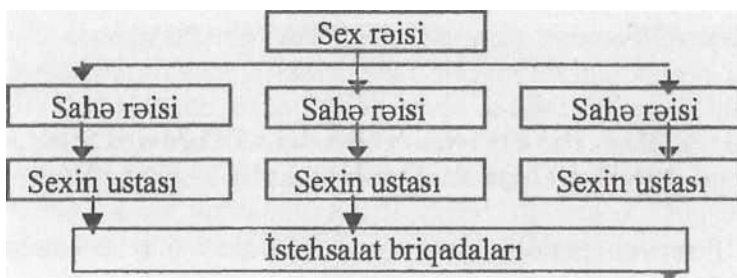 Sex rəisi
Sahə rəisi Sahə rəisi Sahə rəisi
Sexin ustası Sexin ustası Sexin ustası
İstehsalat briqadaları